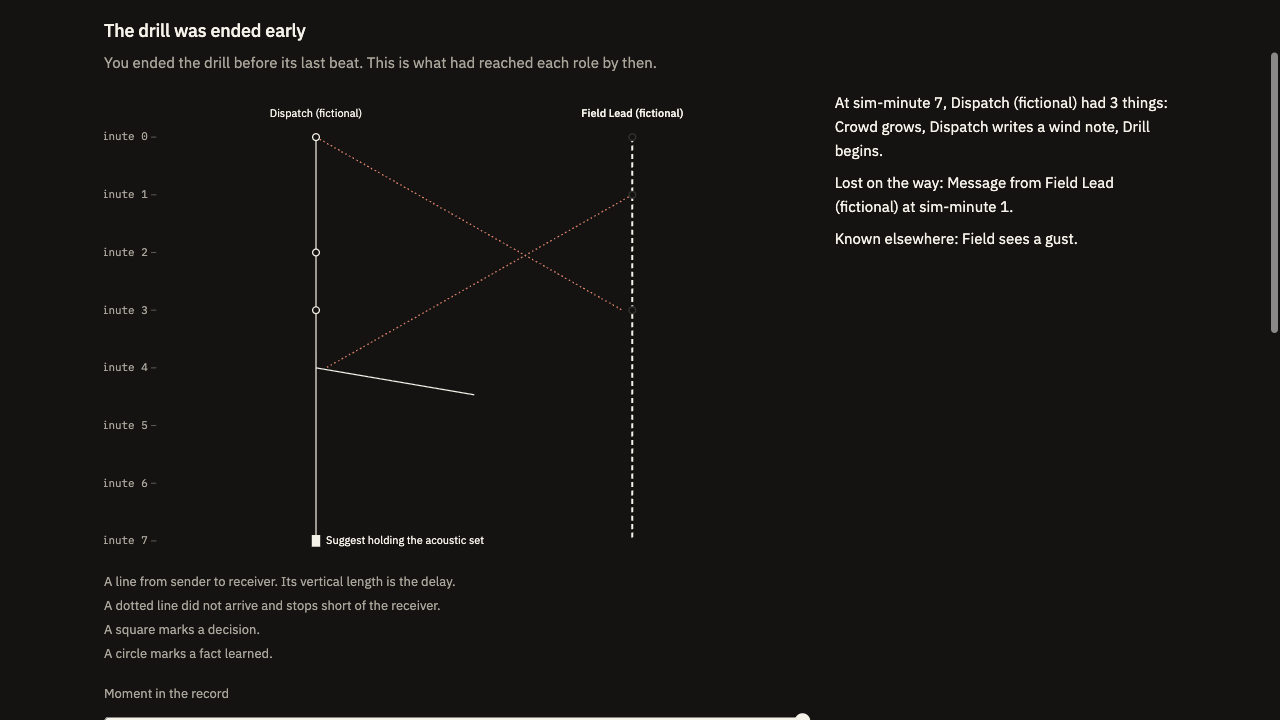 The drill was ended early
You ended the drill before its last beat. This is what had reached each role by then.
Dispatch (fictional)
Field Lead (fictional)
inute 0
inute 1
inute 2
inute 3
inute 4
inute 5
inute 6
inute 7
Suggest holding the acoustic set
A line from sender to receiver. Its vertical length is the delay.
A dotted line did not arrive and stops short of the receiver.
A square marks a decision.
A circle marks a fact learned.
Moment in the record
At sim-minute 7, Dispatch (fictional) had 3 things:
Crowd grows, Dispatch writes a wind note, Drill
begins.
Lost on the way: Message from Field Lead
(fictional) at sim-minute 1.
Known elsewhere: Field sees a gust.